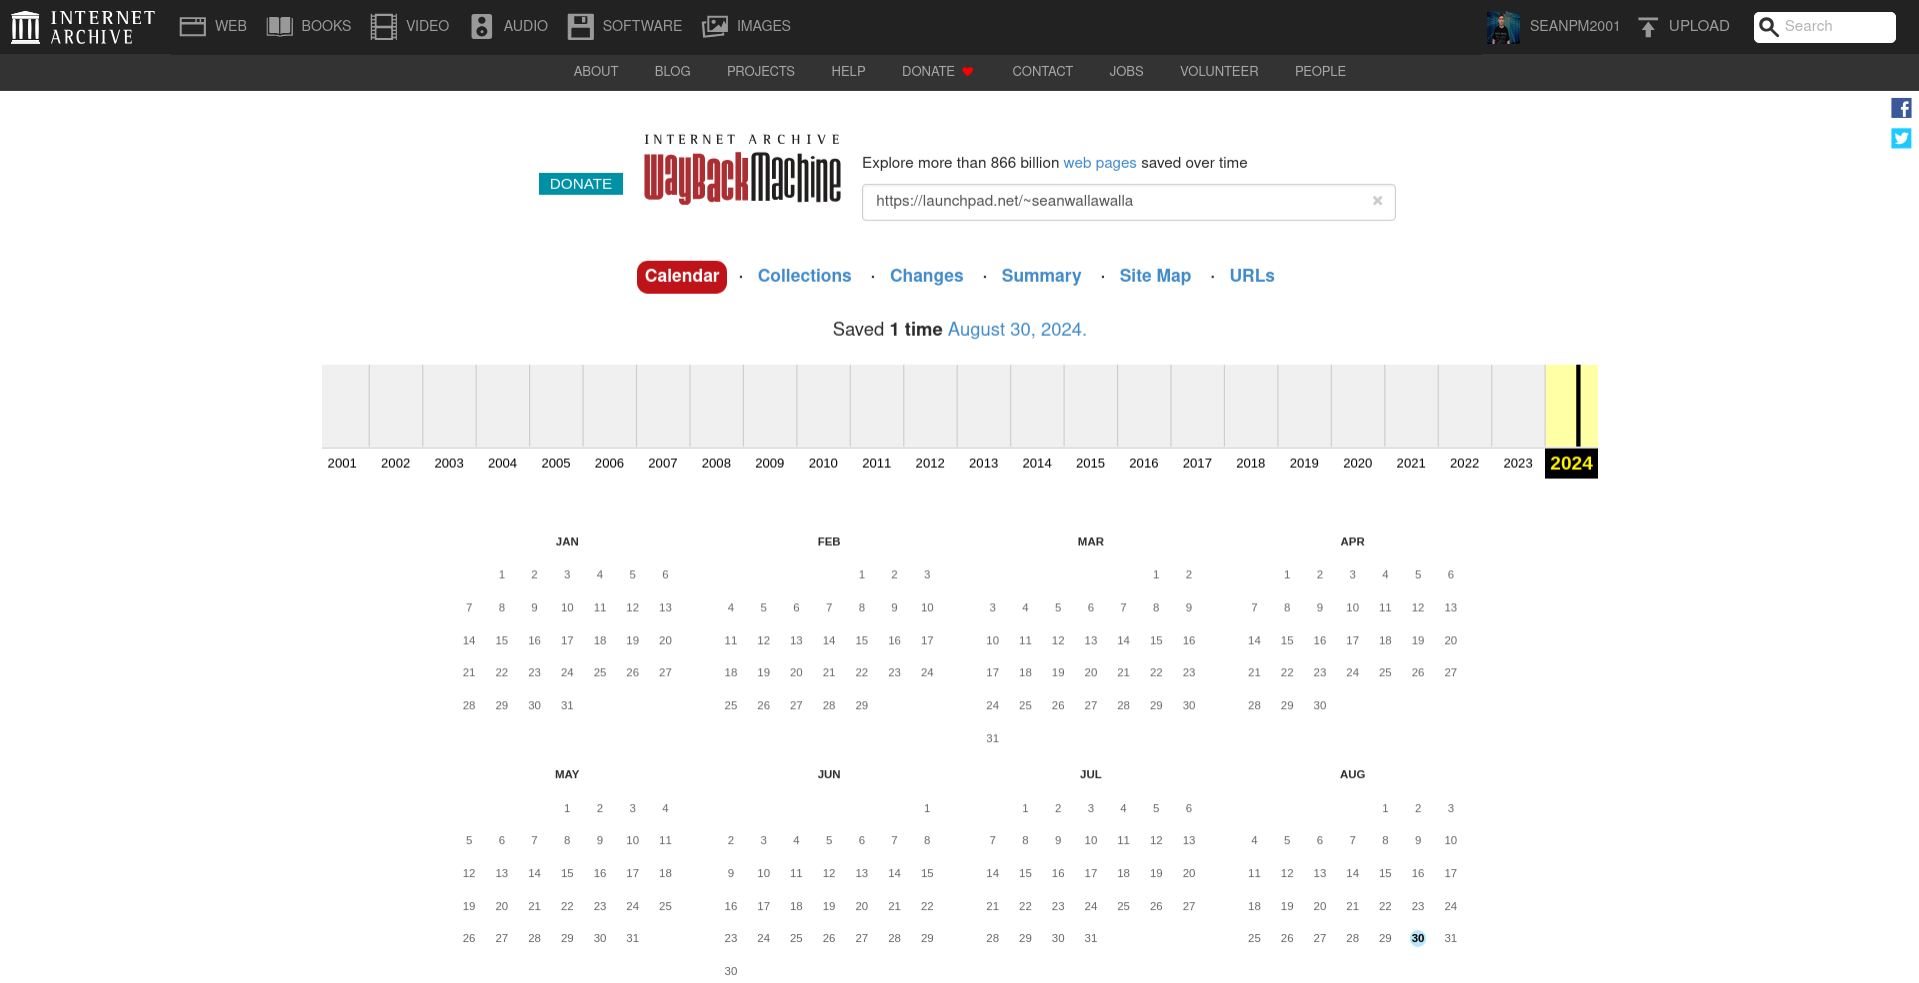 INTERNET ARCHIVE WEB BOOKS VIDEO AUDIO SOFTWARE IMAGES SEANPM2001 UPLOAD Search
ABOUT BLOG PROJECTS HELP DONATE CONTACT JOBS VOLUNTEER PEOPLE
INTERNET ARCHIVE
DONATE WayBackMachine
Explore more than 866 billion web pages saved over time
https://launchpad.net/~seanwallawalla ×
Calendar · Collections · Changes · Summary · Site Map · URLs
Saved 1 time August 30, 2024.
2001 2002 2003 2004 2005 2006 2007 2008 2009 2010 2011 2012 2013 2014 2015 2016 2017 2018 2019 2020 2021 2022 2023 2024
JAN FEB MAR APR
1 2 3 4 5 6 1 2 3 1 2 1 2 3 4 5 6
7 8 9 10 11 12 13 4 5 6 7 8 9 10 3 4 5 6 7 8 9 7 8 9 10 11 12 13
14 15 16 17 18 19 20 11 12 13 14 15 16 17 10 11 12 13 14 15 16 14 15 16 17 18 19 20
21 22 23 24 25 26 27 18 19 20 21 22 23 24 17 18 19 20 21 22 23 21 22 23 24 25 26 27
28 29 30 31 25 26 27 28 29 24 25 26 27 28 29 30 28 29 30
31
MAY JUN JUL AUG
1 2 3 4 1 1 2 3 4 5 6 1 2 3
5 6 7 8 9 10 11 2 3 4 5 6 7 8 7 8 9 10 11 12 13 4 5 6 7 8 9 10
12 13 14 15 16 17 18 9 10 11 12 13 14 15 14 15 16 17 18 19 20 11 12 13 14 15 16 17
19 20 21 22 23 24 25 16 17 18 19 20 21 22 21 22 23 24 25 26 27 18 19 20 21 22 23 24
26 27 28 29 30 31 23 24 25 26 27 28 29 28 29 30 31 25 26 27 28 29 30 31
30